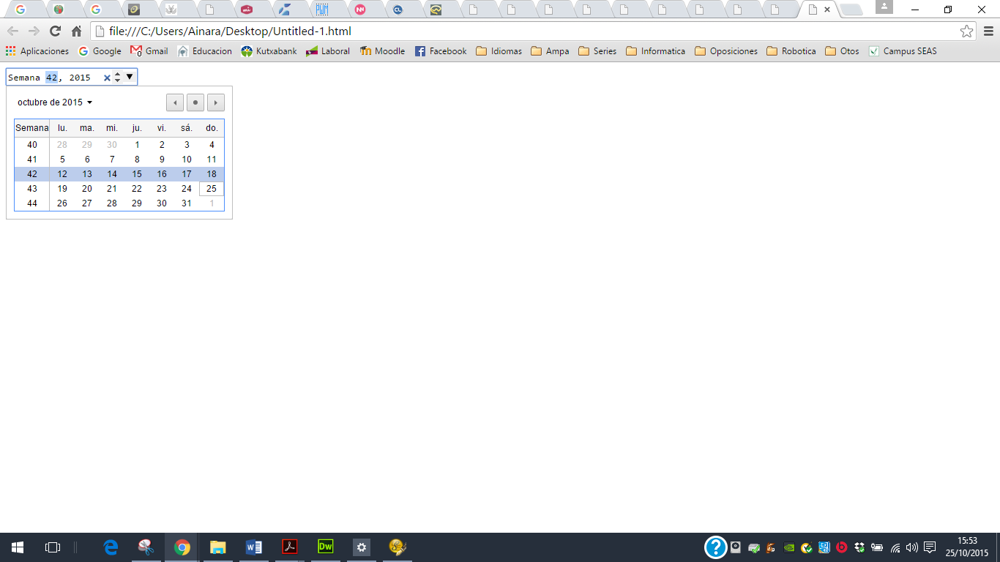 file:///C:/Users/Ainara/Desktop/Untitled-1.html
Aplicaciones Google Gmail Educacion Kutxabank Laboral Moodle Facebook Idiomas Ampa Series Informatica Oposiciones Robotica Otos Campus SEAS
Semana 42, 2015
octubre de 2015
Semana lu. ma. mi. ju. vi. sá. do.
40 28 29 30 1 2 3 4
41 5 6 7 8 9 10 11
42 12 13 14 15 16 17 18
43 19 20 21 22 23 24 25
44 26 27 28 29 30 31 1
Dw
15:53
25/10/2015